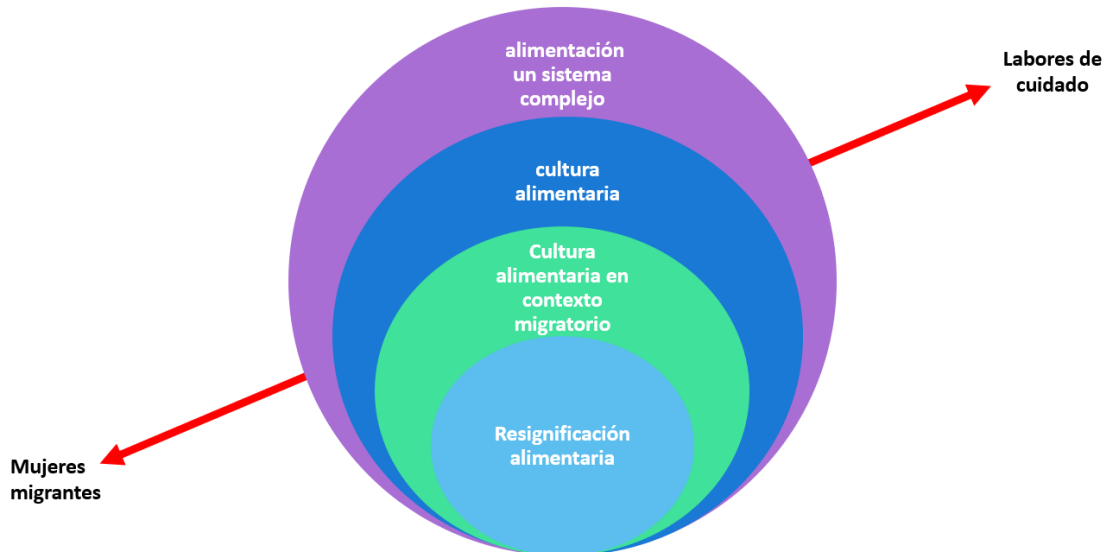 alimentación
un sistema
complejo
Labores de
cuidado
cultura
alimentaria
Cultura
alimentaria en
contexto
migratorio
Resignificación
alimentaria
Mujeres
migrantes